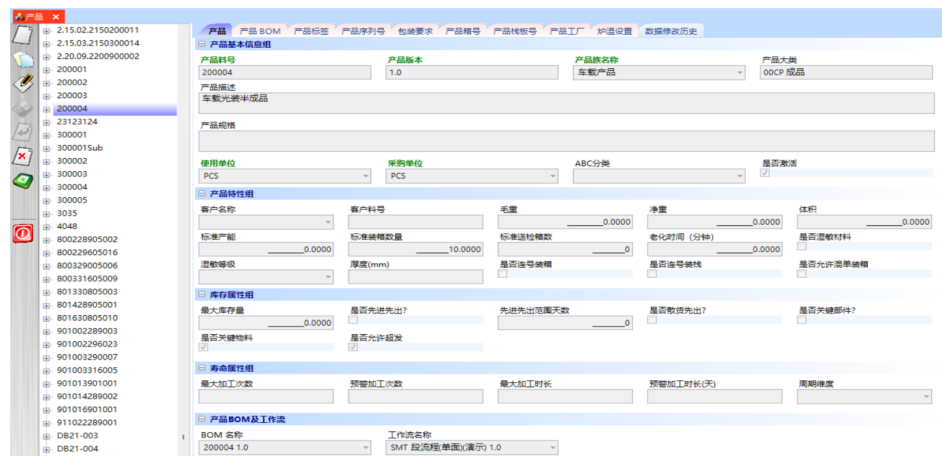 产品
2.15.02.2150200011
2.15.03.2150300014
2.20.09.2200900002
200001
200002
200003
200004
23123124
300001
300001Sub
300002
300003
300004
300005
3035
4048
800228905002
800229605016
800329005006
800331605009
801330805003
801428905001
801630805010
901002289003
901002296023
901003290007
901003316005
901013901001
901014289002
901016901001
911022289001
DB21-003
DB21-004
产品 产品 BOM 产品标签 产品序列号 包装要求 产品箱号 产品栈板号 产品工厂 炉温设置 数据修改历史
产品基本信息组
产品料号 产品版本 产品族名称 产品大类
200004 1.0 车载产品 00CP 成品
产品描述
车载光装半成品
产品规格
使用单位 采购单位 ABC分类 是否激活
PCS PCS
产品特性组
客户名称 客户料号 毛重 净重 体积
0.0000 0.0000 0.0000
标准产能 标准装箱数量 标准送检箱数 老化时间（分钟） 是否湿敏材料
0.0000 10.0000 0 0.0000
湿敏等级 厚度(mm) 是否连号装箱 是否连号装栈 是否允许混单装箱
库存属性组
最大库存量 是否先进先出? 先进先出范围天数 是否散货先出? 是否关键部件?
0.0000 0
是否关键物料 是否允许超发
寿命属性组
最大加工次数 预警加工次数 最大加工时长 预警加工时长(天) 周期维度
产品BOM及工作流
BOM 名称 工作流名称
200004 1.0 SMT 段流程(单面)(演示) 1.0